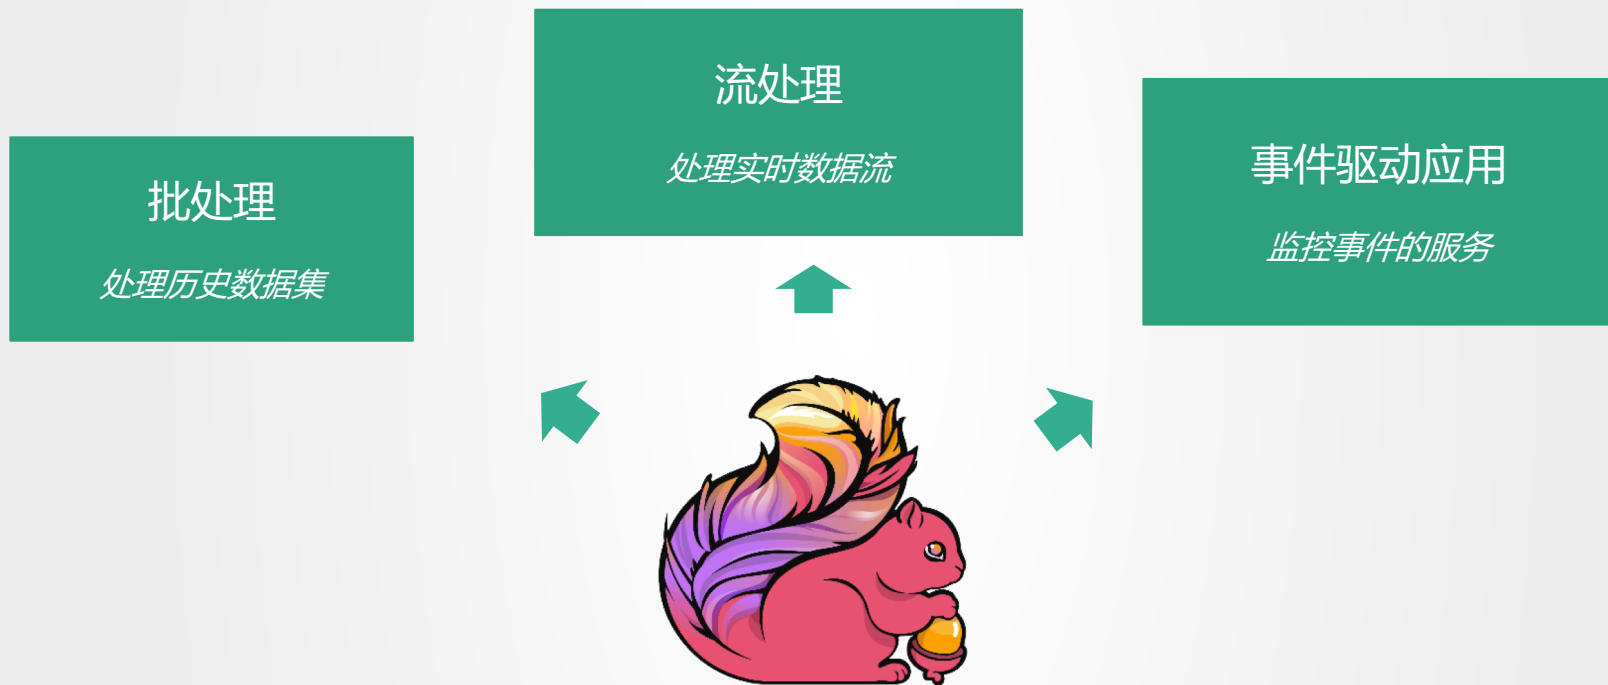 批处理
处理历史数据集
流处理
处理实时数据流
事件驱动应用
监控事件的服务